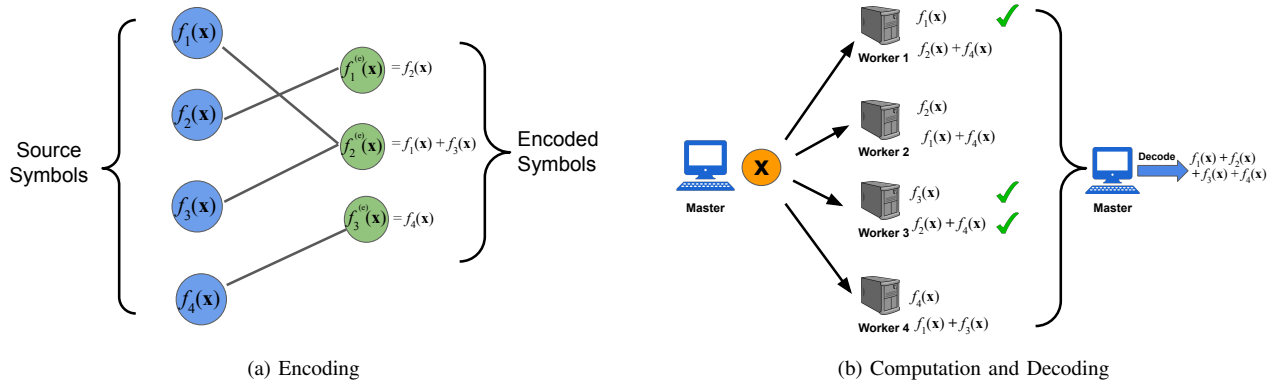 Source
Symbols
f₁(x)
f₂(x)
f₃(x)
f₄(x)
f₁⁽ᵉ⁾(x) = f₂(x)
f₂⁽ᵉ⁾(x) = f₁(x) + f₃(x)
f₃⁽ᵉ⁾(x) = f₄(x)
Encoded
Symbols
(a) Encoding
Master
X
Worker 1
f₁(x)
f₂(x) + f₄(x)
Worker 2
f₂(x)
f₁(x) + f₄(x)
Worker 3
f₃(x)
f₂(x) + f₄(x)
Worker 4
f₄(x)
f₁(x) + f₃(x)
Master
Decode
f₁(x) + f₂(x)
+ f₃(x) + f₄(x)
(b) Computation and Decoding